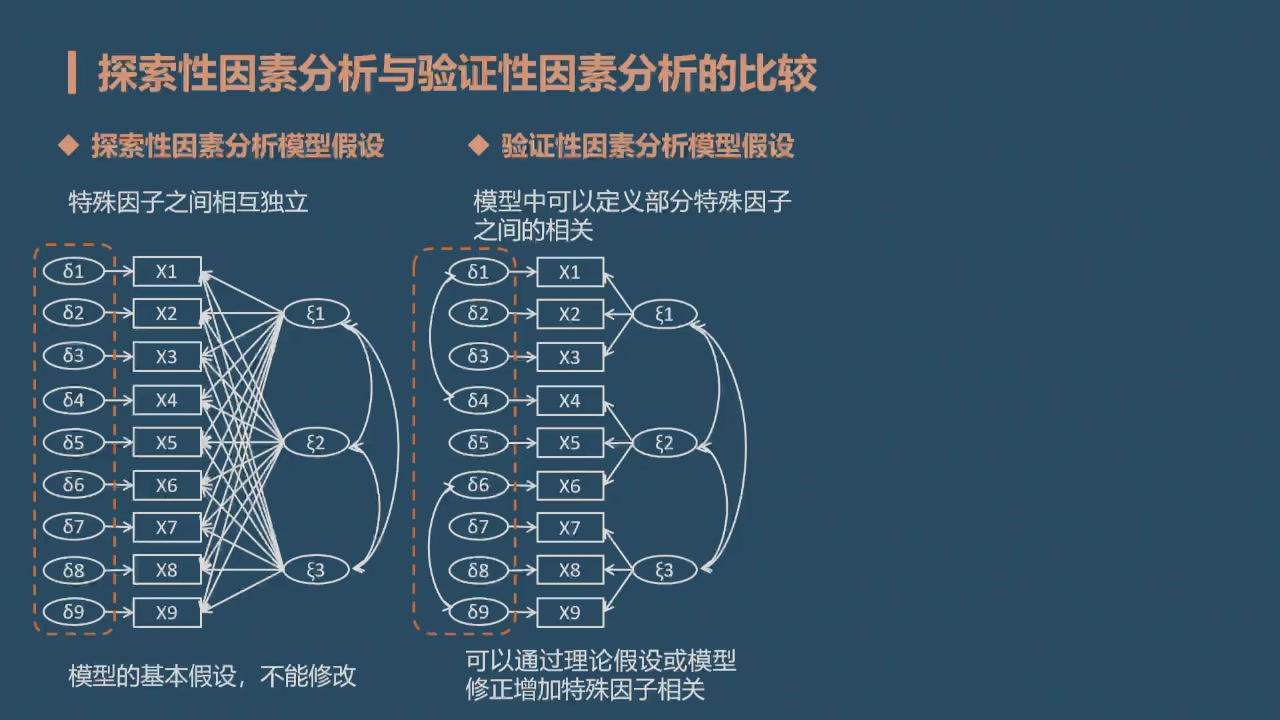 探索性因素分析与验证性因素分析的比较
◆ 探索性因素分析模型假设
特殊因子之间相互独立
δ1 X1
δ2 X2
δ3 X3
δ4 X4
δ5 X5
δ6 X6
δ7 X7
δ8 X8
δ9 X9
ξ1
ξ2
ξ3
模型的基本假设，不能修改
◆ 验证性因素分析模型假设
模型中可以定义部分特殊因子
之间的相关
δ1 X1
δ2 X2
δ3 X3
δ4 X4
δ5 X5
δ6 X6
δ7 X7
δ8 X8
δ9 X9
ξ1
ξ2
ξ3
可以通过理论假设或模型
修正增加特殊因子相关